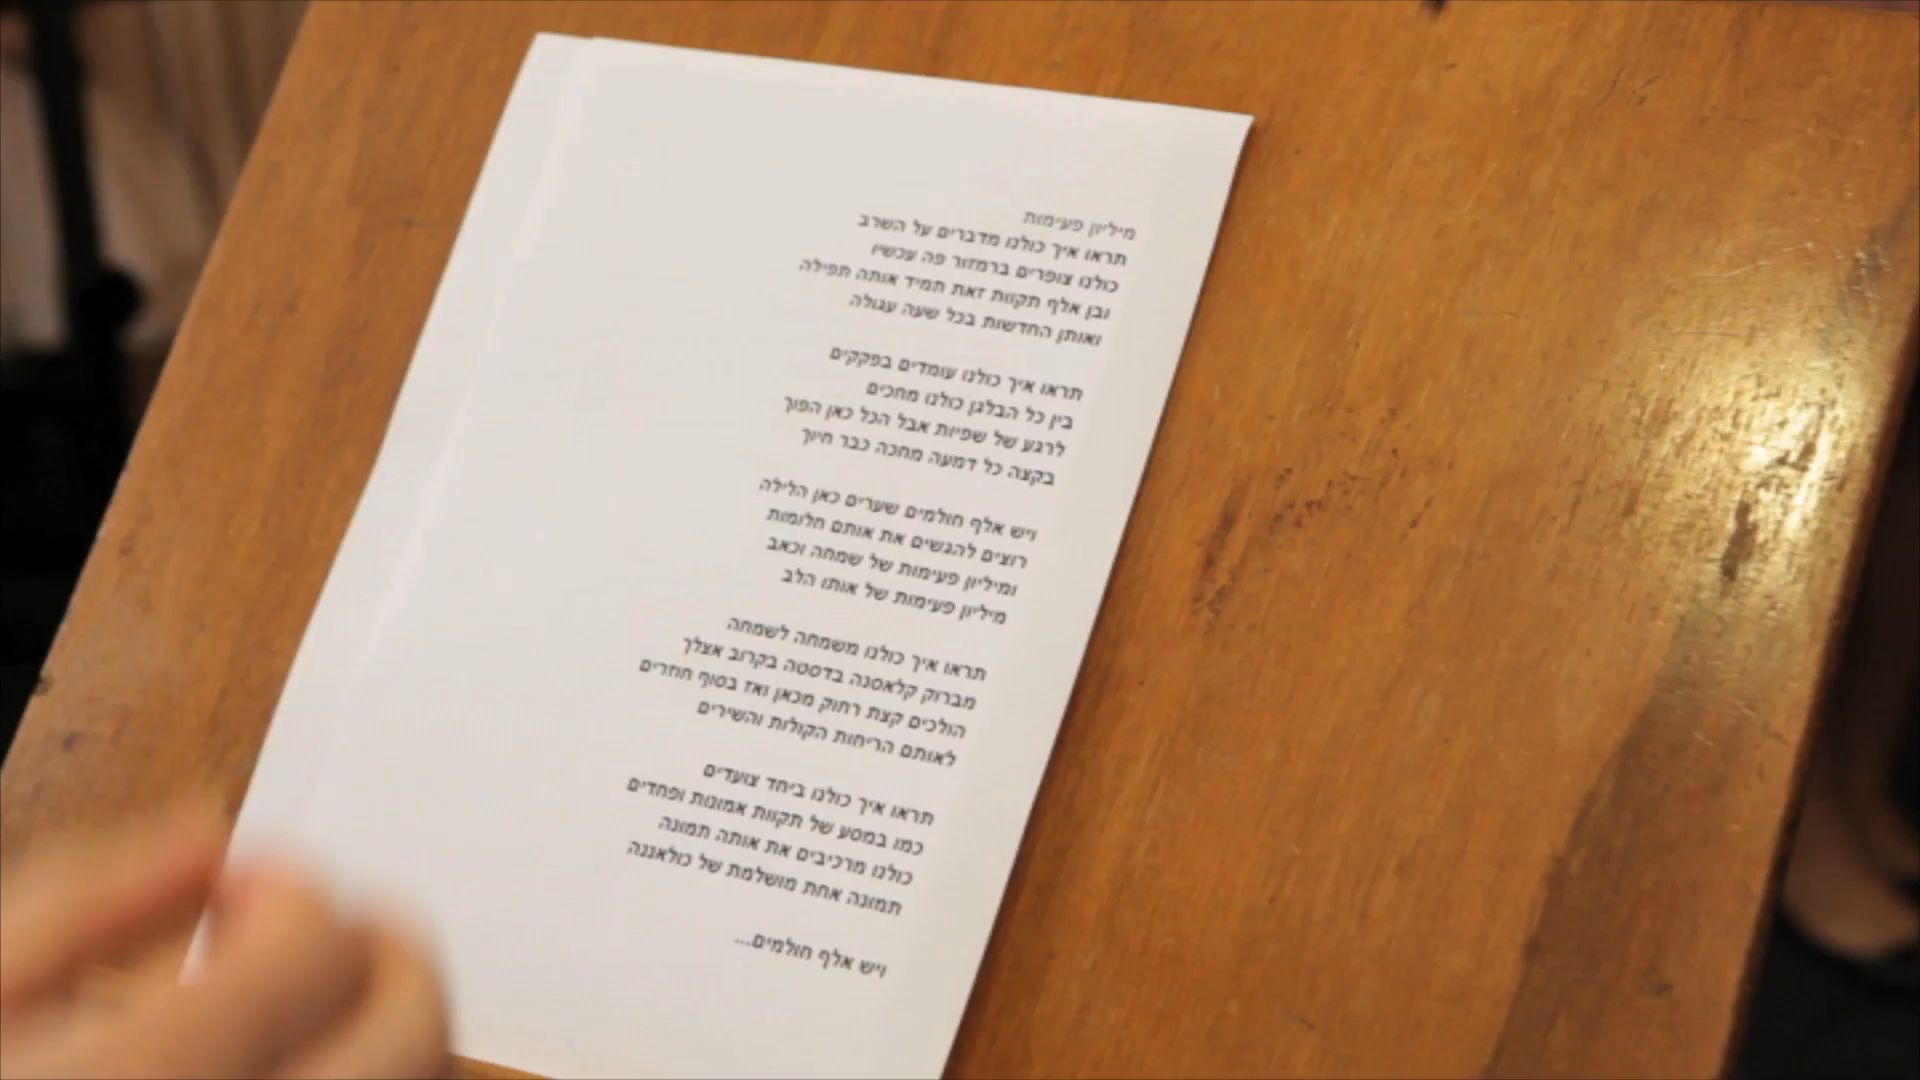 מיליון פעימות
תראו איך כולנו מדברים על השרב
כולנו צופרים ברמזור פה עכשיו
ובן אלף תקוות זאת תמיד אותה תפילה
ואותן החדשות בכל שעה עגולה
תראו איך כולנו עומדים בפקקים
בין כל הבלגן כולנו מחכים
לרגע של שפיות אבל הכל כאן הפוך
בקצה כל דמעה מחכה כבר חיוך
ויש אלף חולמים שערים כאן הלילה
רוצים להגשים את אותם חלומות
ומיליון פעימות של שמחה וכאב
מיליון פעימות של אותו הלב
תראו איך כולנו משמחה לשמחה
מברוק קלאסנה בדסטה בקרוב אצלך
הולכים קצת רחוק מכאן ואז בסוף חוזרים
לאותם הריחות הקולות והשירים
תראו איך כולנו ביחד צועדים
כמו במסע של תקוות אמונות ופחדים
כולנו מרכיבים את אותה תמונה
תמונה אחת מושלמת של כולאננה
ויש אלף חולמים...